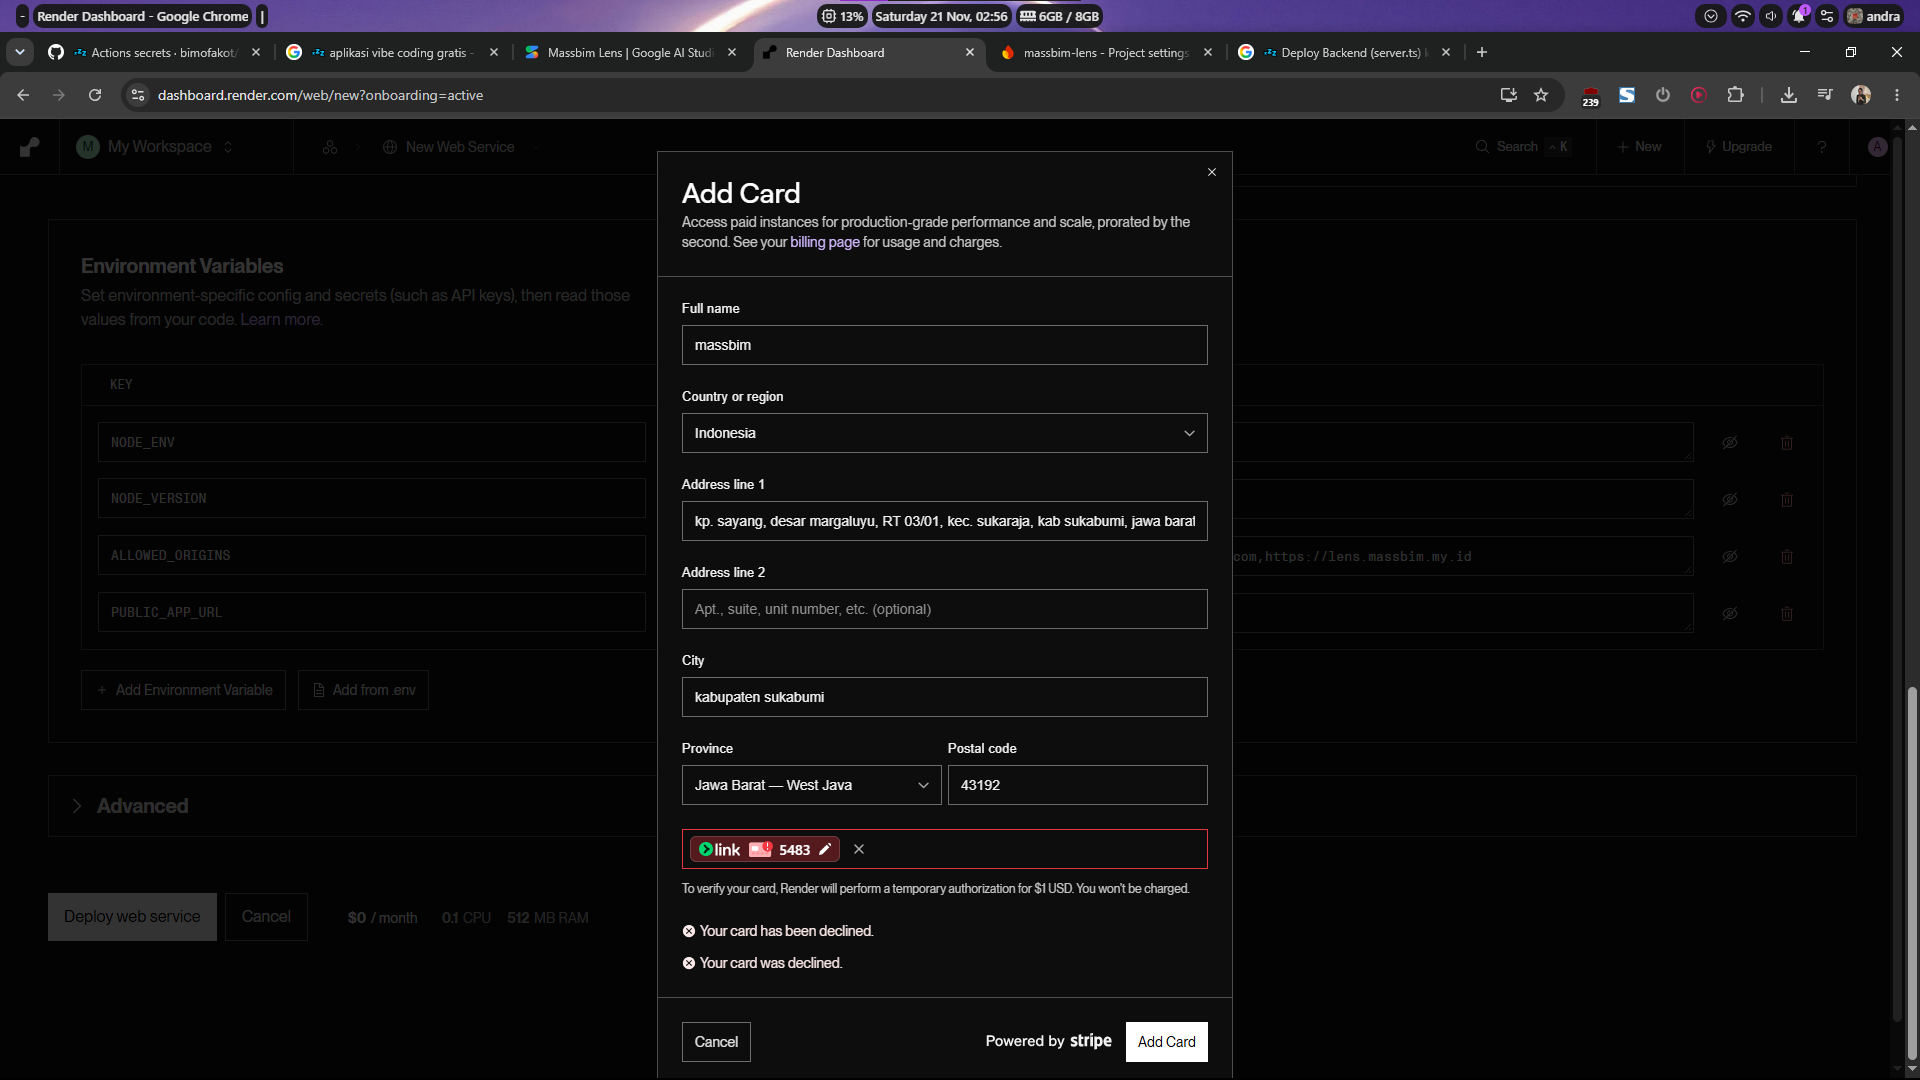 Render Dashboard - Google Chrome
13% Saturday 21 Nov, 02:56 6GB / 8GB
1
andra
Actions secrets · bimofakot
aplikasi vibe coding gratis -
Massbim Lens | Google AI Studi
Render Dashboard
massbim-lens - Project settings
Deploy Backend (server.ts)
dashboard.render.com/web/new?onboarding=active
239
M My Workspace
New Web Service
Search K
+ New
Upgrade
?
A
Add Card
Access paid instances for production-grade performance and scale, prorated by the
second. See your billing page for usage and charges.
Environment Variables
Set environment-specific config and secrets (such as API keys), then read those
values from your code. Learn more.
KEY
NODE_ENV
NODE_VERSION
ALLOWED_ORIGINS
com,https://lens.massbim.my.id
PUBLIC_APP_URL
+ Add Environment Variable
Add from .env
Advanced
Deploy web service
Cancel
$0 / month 0.1 CPU 512 MB RAM
Full name
massbim
Country or region
Indonesia
Address line 1
kp. sayang, desar margaluyu, RT 03/01, kec. sukaraja, kab sukabumi, jawa barat
Address line 2
Apt., suite, unit number, etc. (optional)
City
kabupaten sukabumi
Province
Postal code
Jawa Barat — West Java
43192
link 5483
To verify your card, Render will perform a temporary authorization for $1 USD. You won't be charged.
Your card has been declined.
Your card was declined.
Cancel
Powered by stripe
Add Card